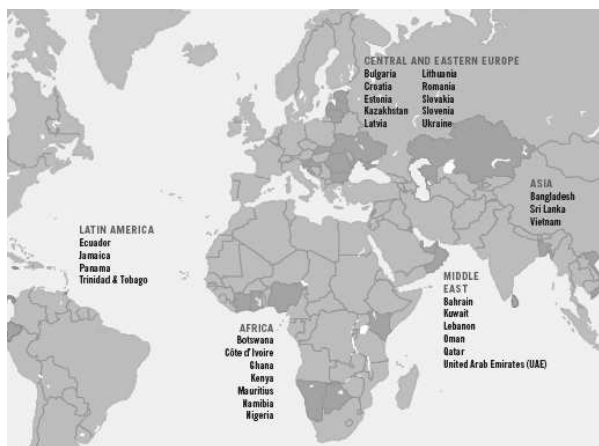 CENTRAL AND EASTERN EUROPE
Bulgaria Lithuania
Croatia Romania
Estonia Slovakia
Kazakhstan Slovenia
Latvia Ukraine
ASIA
Bangladesh
Sri Lanka
Vietnam
LATIN AMERICA
Ecuador
Jamaica
Panama
Trinidad & Tobago
MIDDLE
EAST
Bahrain
Kuwait
Lebanon
Oman
Qatar
United Arab Emirates (UAE)
AFRICA
Botswana
Côte d'Ivoire
Ghana
Kenya
Mauritius
Namibia
Nigeria